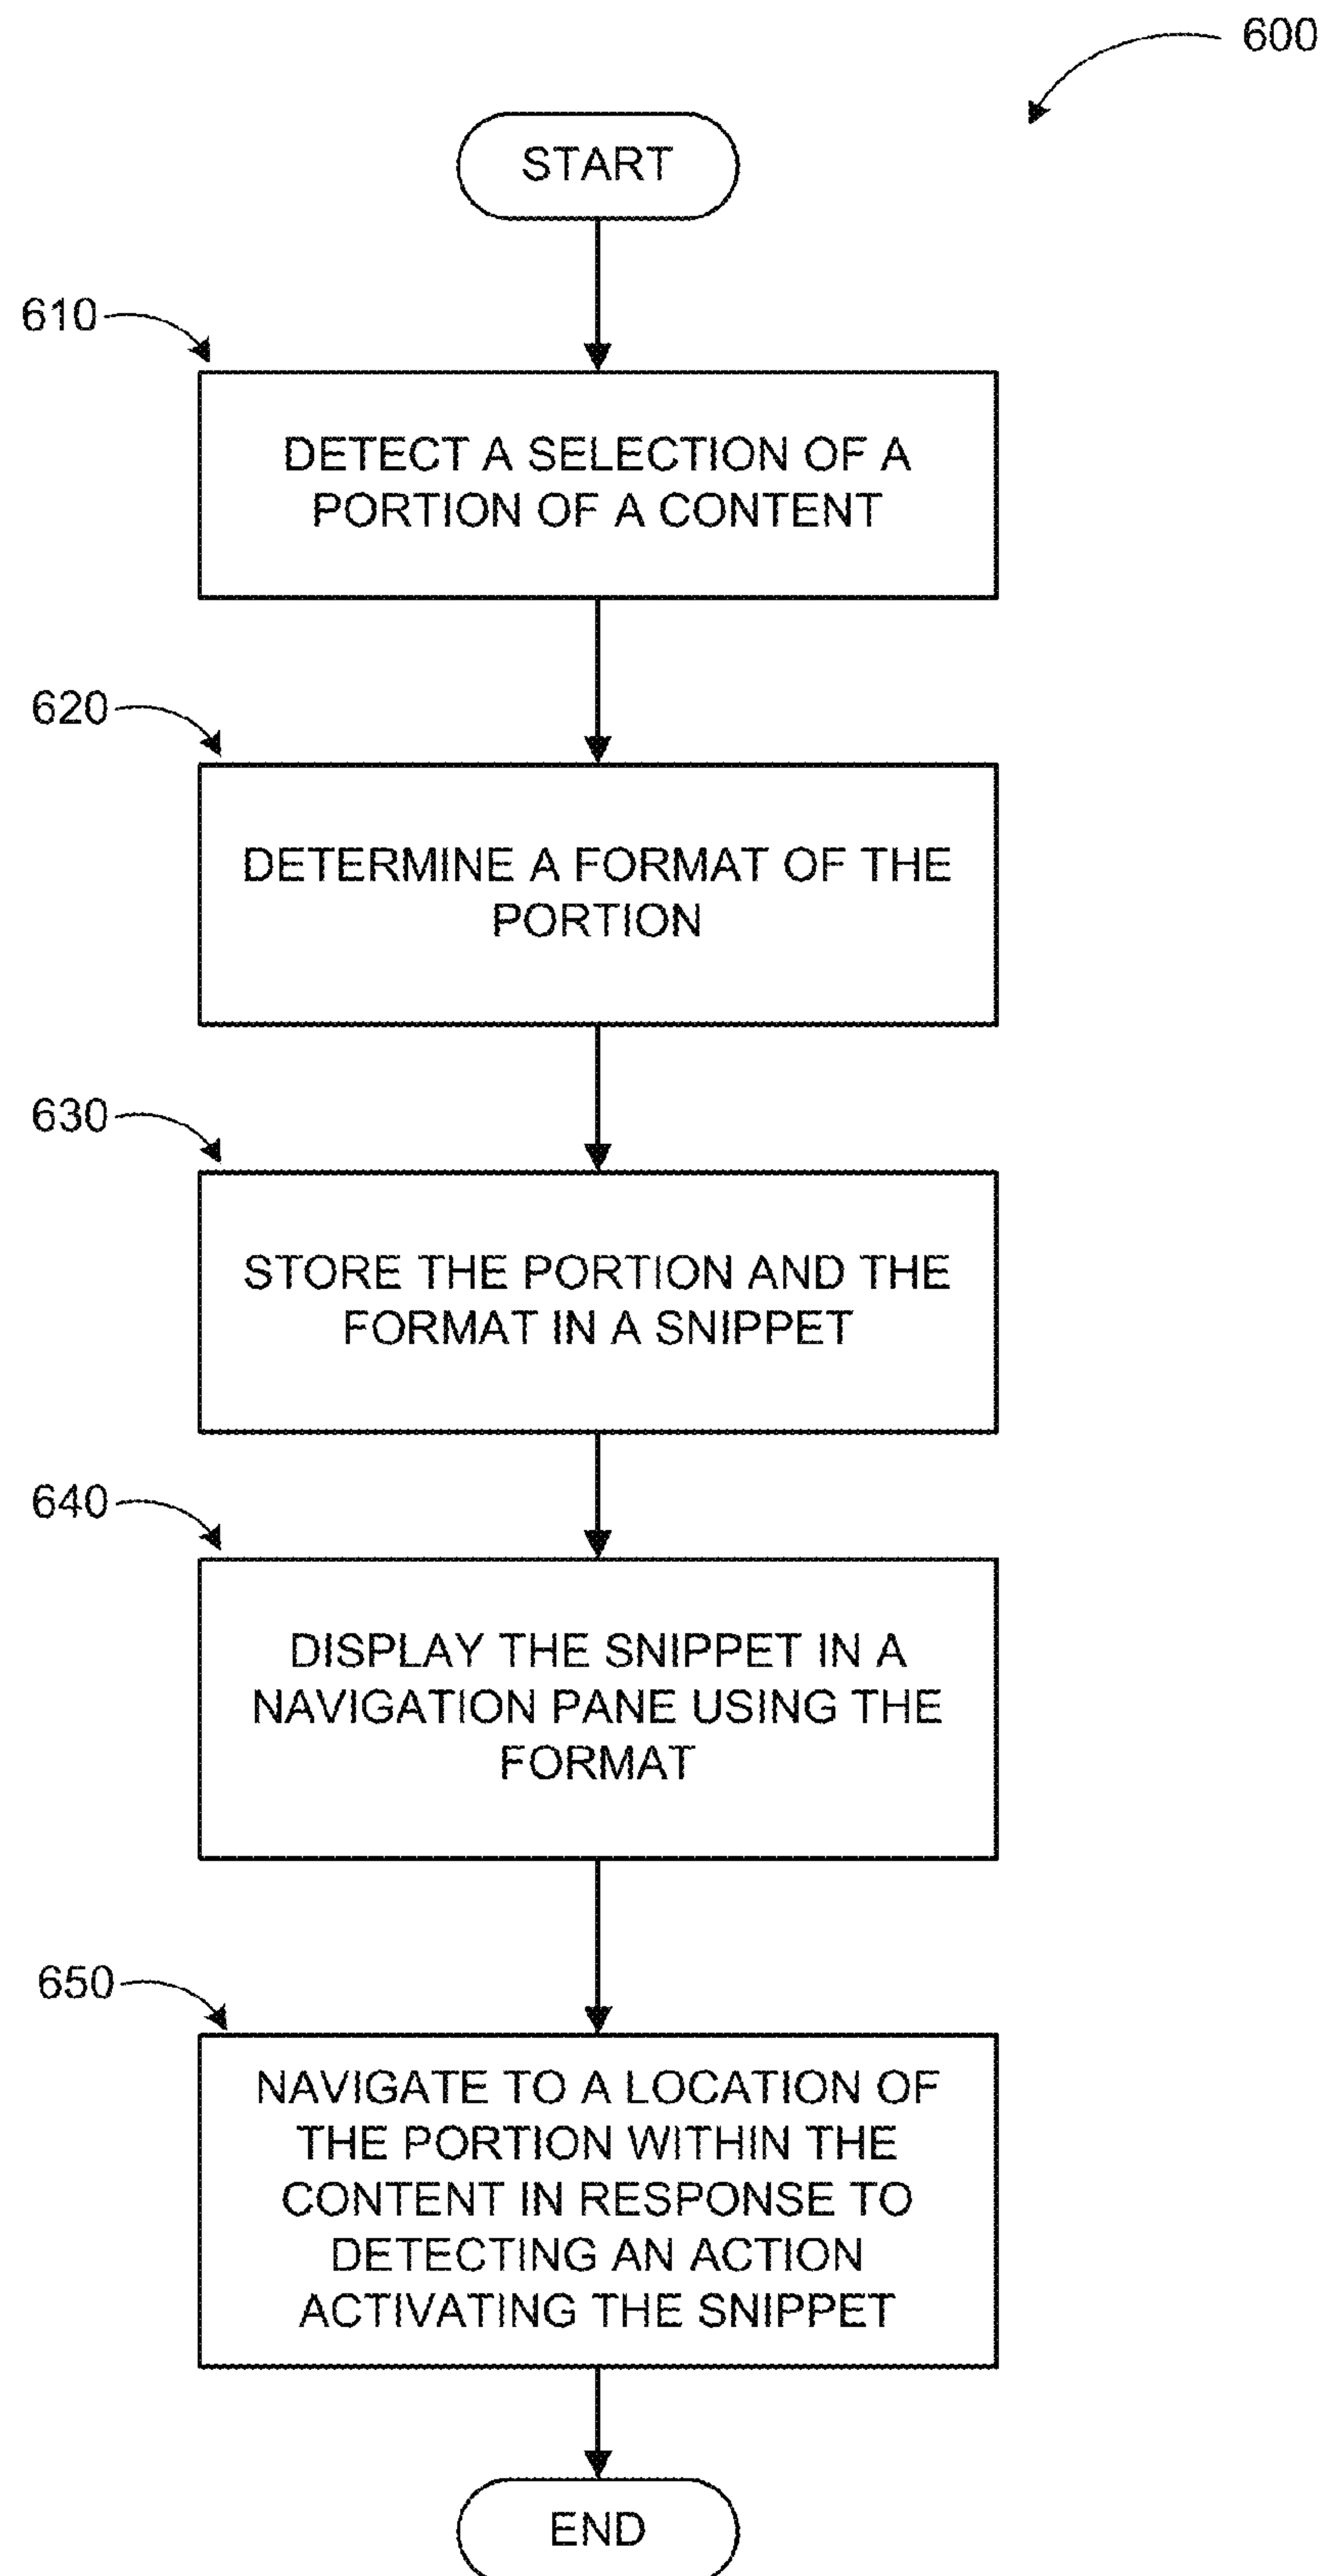 600
START
610
DETECT A SELECTION OF A
PORTION OF A CONTENT
620
DETERMINE A FORMAT OF THE
PORTION
630
STORE THE PORTION AND THE
FORMAT IN A SNIPPET
640
DISPLAY THE SNIPPET IN A
NAVIGATION PANE USING THE
FORMAT
650
NAVIGATE TO A LOCATION OF
THE PORTION WITHIN THE
CONTENT IN RESPONSE TO
DETECTING AN ACTION
ACTIVATING THE SNIPPET
END